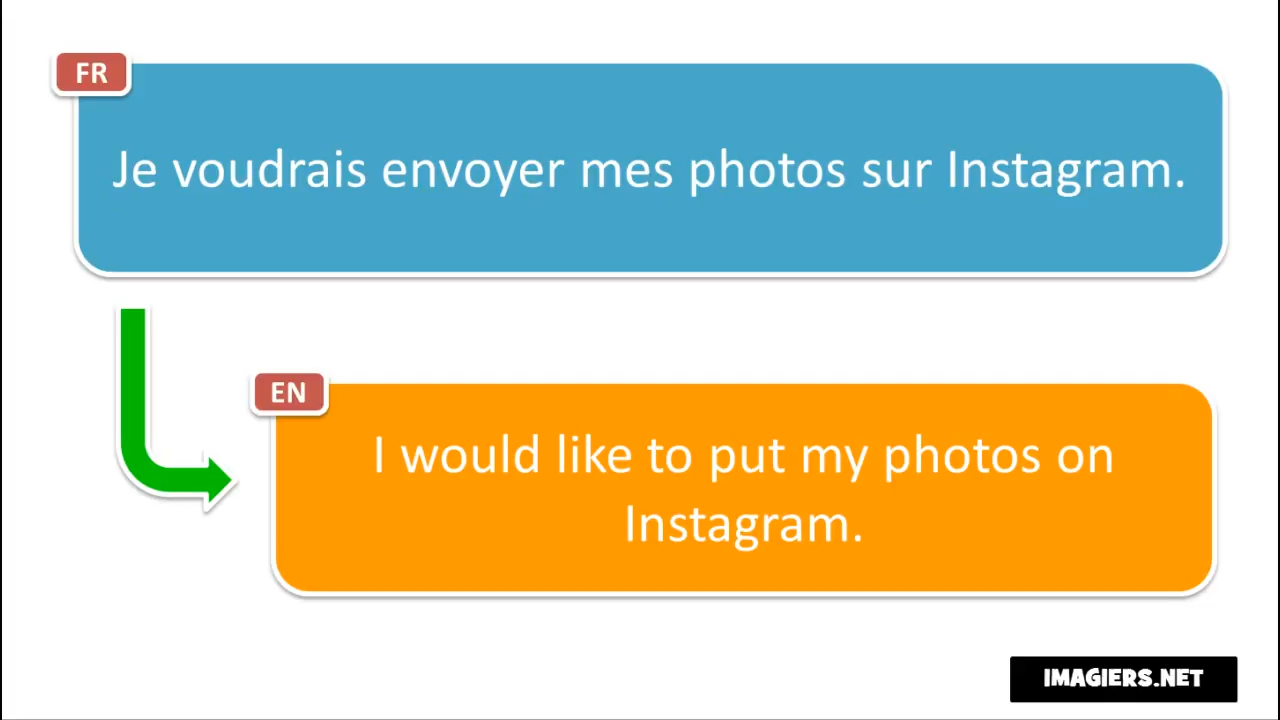 FR
Je voudrais envoyer mes photos sur Instagram.
EN
I would like to put my photos on
Instagram.
IMAGIERS.NET